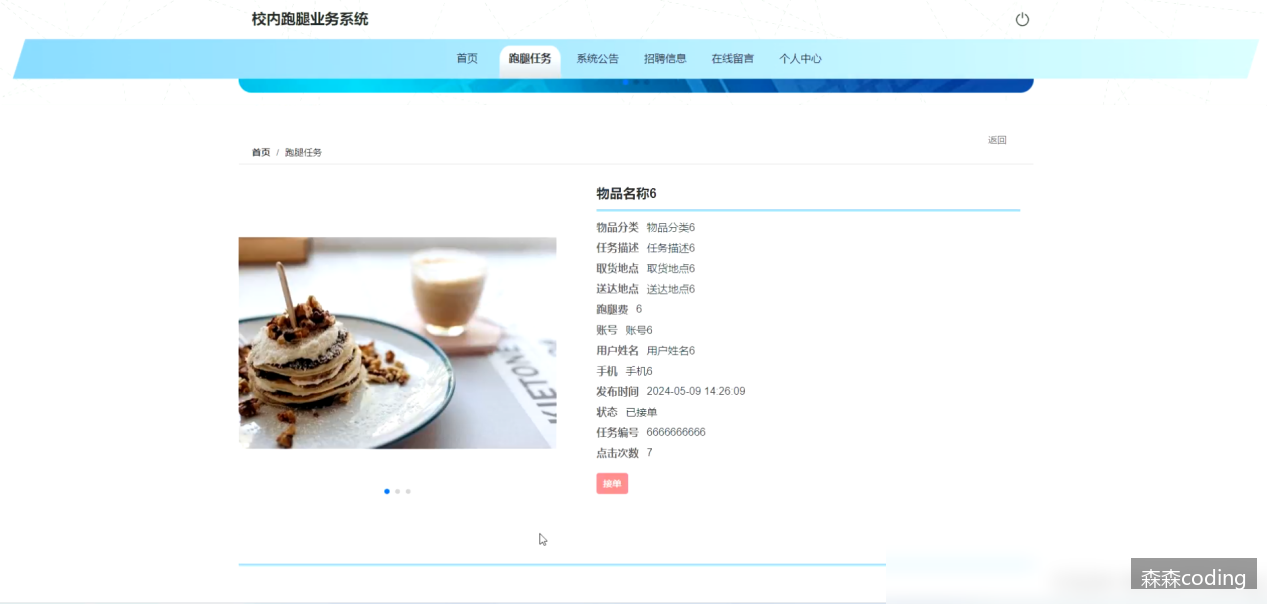 校内跑腿业务系统
首页 跑腿任务 系统公告 招聘信息 在线留言 个人中心
返回
首页 / 跑腿任务
物品名称6
物品分类 物品分类6
任务描述 任务描述6
取货地点 取货地点6
送达地点 送达地点6
跑腿费 6
账号 账号6
用户姓名 用户姓名6
手机 手机6
发布时间 2024-05-09 14:26:09
状态 已接单
任务编号 6666666666
点击次数 7
接单
森森coding